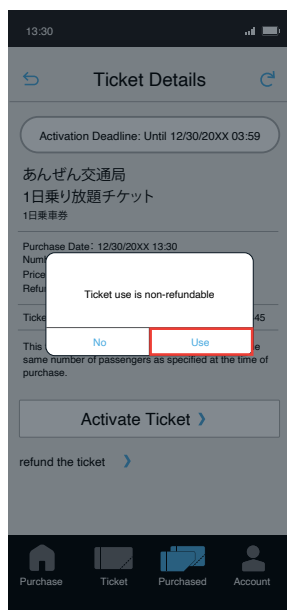 13:30
Ticket Details
Activation Deadline: Until 12/30/20XX 03:59
あんぜん交通局
1日乗り放題チケット
1日乗車券
Purchase Date: 12/30/20XX 13:30
Num
Price
Refu
Ticket use is non-refundable
Ticke 45
No Use
This e
same number of passengers as specified at the time of
purchase.
Activate Ticket 》
refund the ticket 》
Purchase Ticket Purchased Account